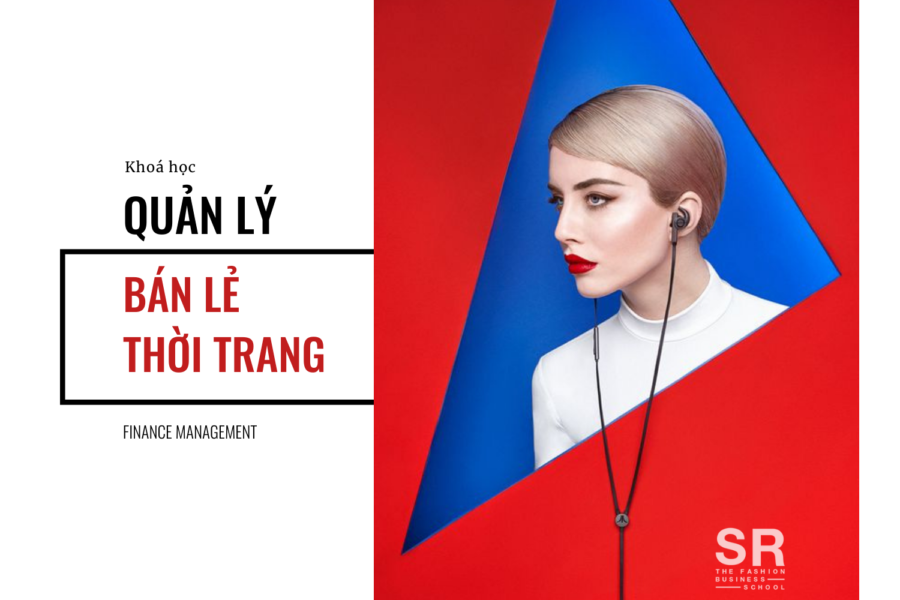 Khoá học
QUẢN LÝ
BÁN LẺ
THỜI TRANG
FINANCE MANAGEMENT
SR
THE FASHION
BUSINESS
SCHOOL